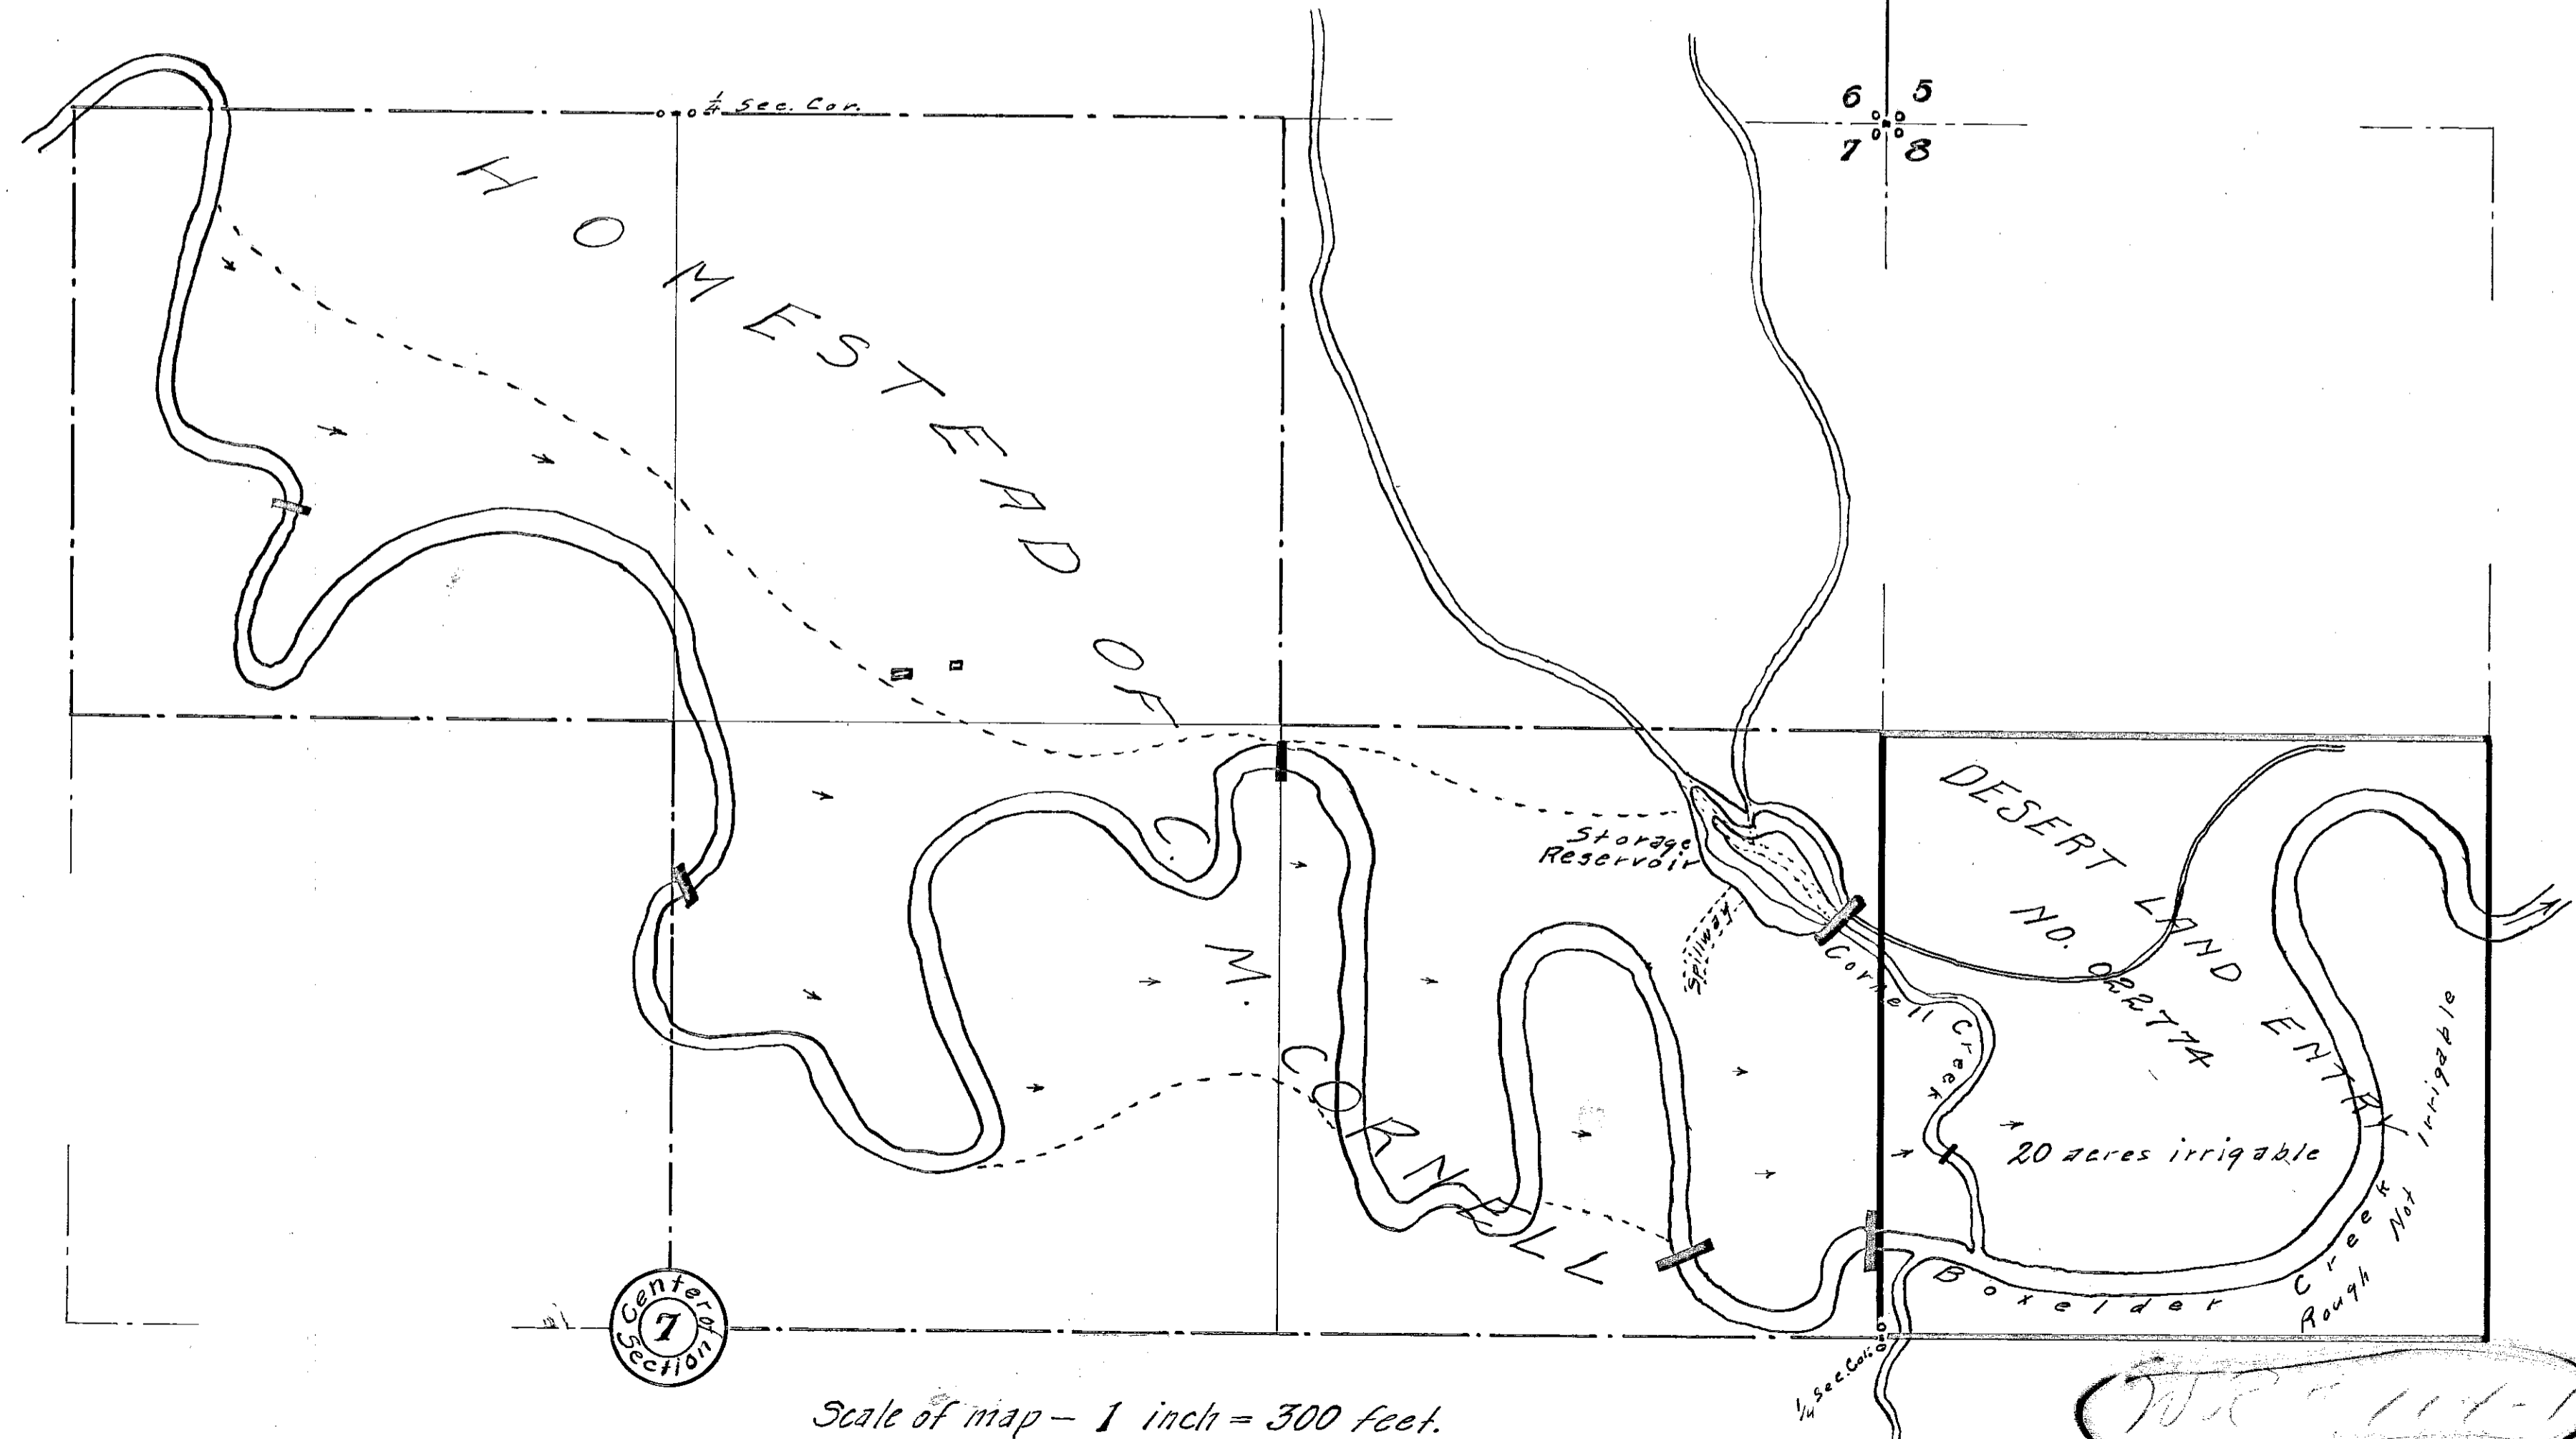 1/4 Sec. Cor.
6 5
7 8
HOMESTEAD OF
C. M. CORNELL
Storage
Reservoir
Spillway
Cornell Creek
DESERT LAND ENTRY
NO. 022774
20 acres irrigable
Boxelder Creek
Rough Not Irrigable
Center of
Section
7
1/4 Sec. Cor.
Scale of map – 1 inch = 300 feet.